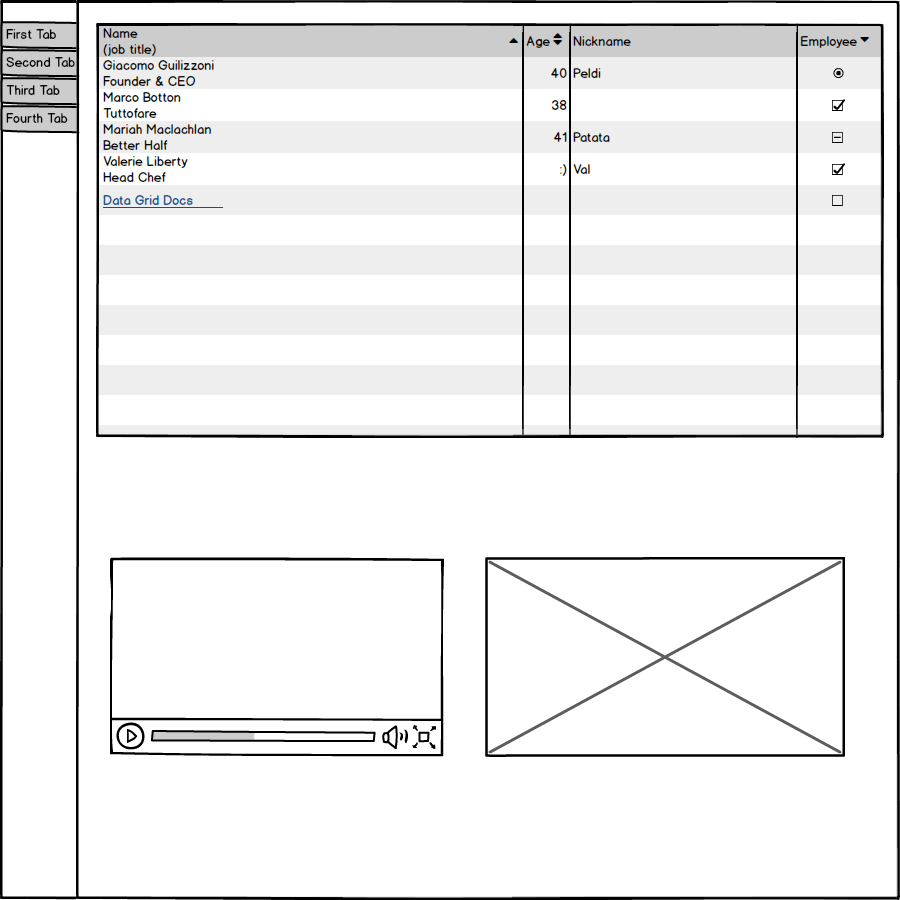 First Tab
Second Tab
Third Tab
Fourth Tab
Name
(job title)
Age
Nickname
Employee
Giacomo Guilizzoni
Founder & CEO
40
Peldi
Marco Botton
Tuttofare
38
Mariah Maclachlan
Better Half
41
Patata
Valerie Liberty
Head Chef
:)
Val
Data Grid Docs